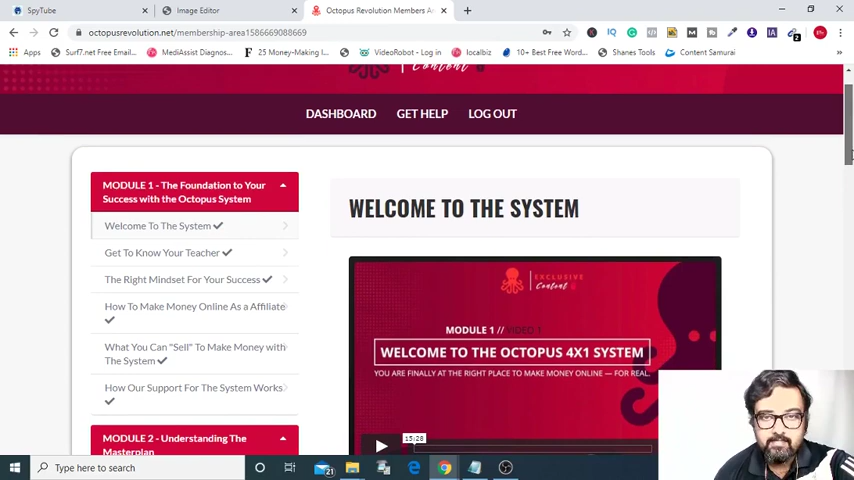 SpyTube
Image Editor
Octopus Revolution Members Ar
octopusrevolution.net/membership-area1586669088669
Apps
Surf7.net Free Email...
MediAssist Diagnos...
25 Money-Making I...
VideoRobot - Log in
localbiz
10+ Best Free Word...
Shanes Tools
Content Samurai
Content
DASHBOARD
GET HELP
LOG OUT
MODULE 1 - The Foundation to Your
Success with the Octopus System
Welcome To The System
Get To Know Your Teacher
The Right Mindset For Your Success
How To Make Money Online As a Affiliate
What You Can "Sell" To Make Money with
The System
How Our Support For The System Works
MODULE 2 - Understanding The
Masterplan
WELCOME TO THE SYSTEM
EXCLUSIVE
Content
MODULE 1 // VIDEO 1
WELCOME TO THE OCTOPUS 4X1 SYSTEM
YOU ARE FINALLY AT THE RIGHT PLACE TO MAKE MONEY ONLINE — FOR REAL.
15:28
Type here to search
21